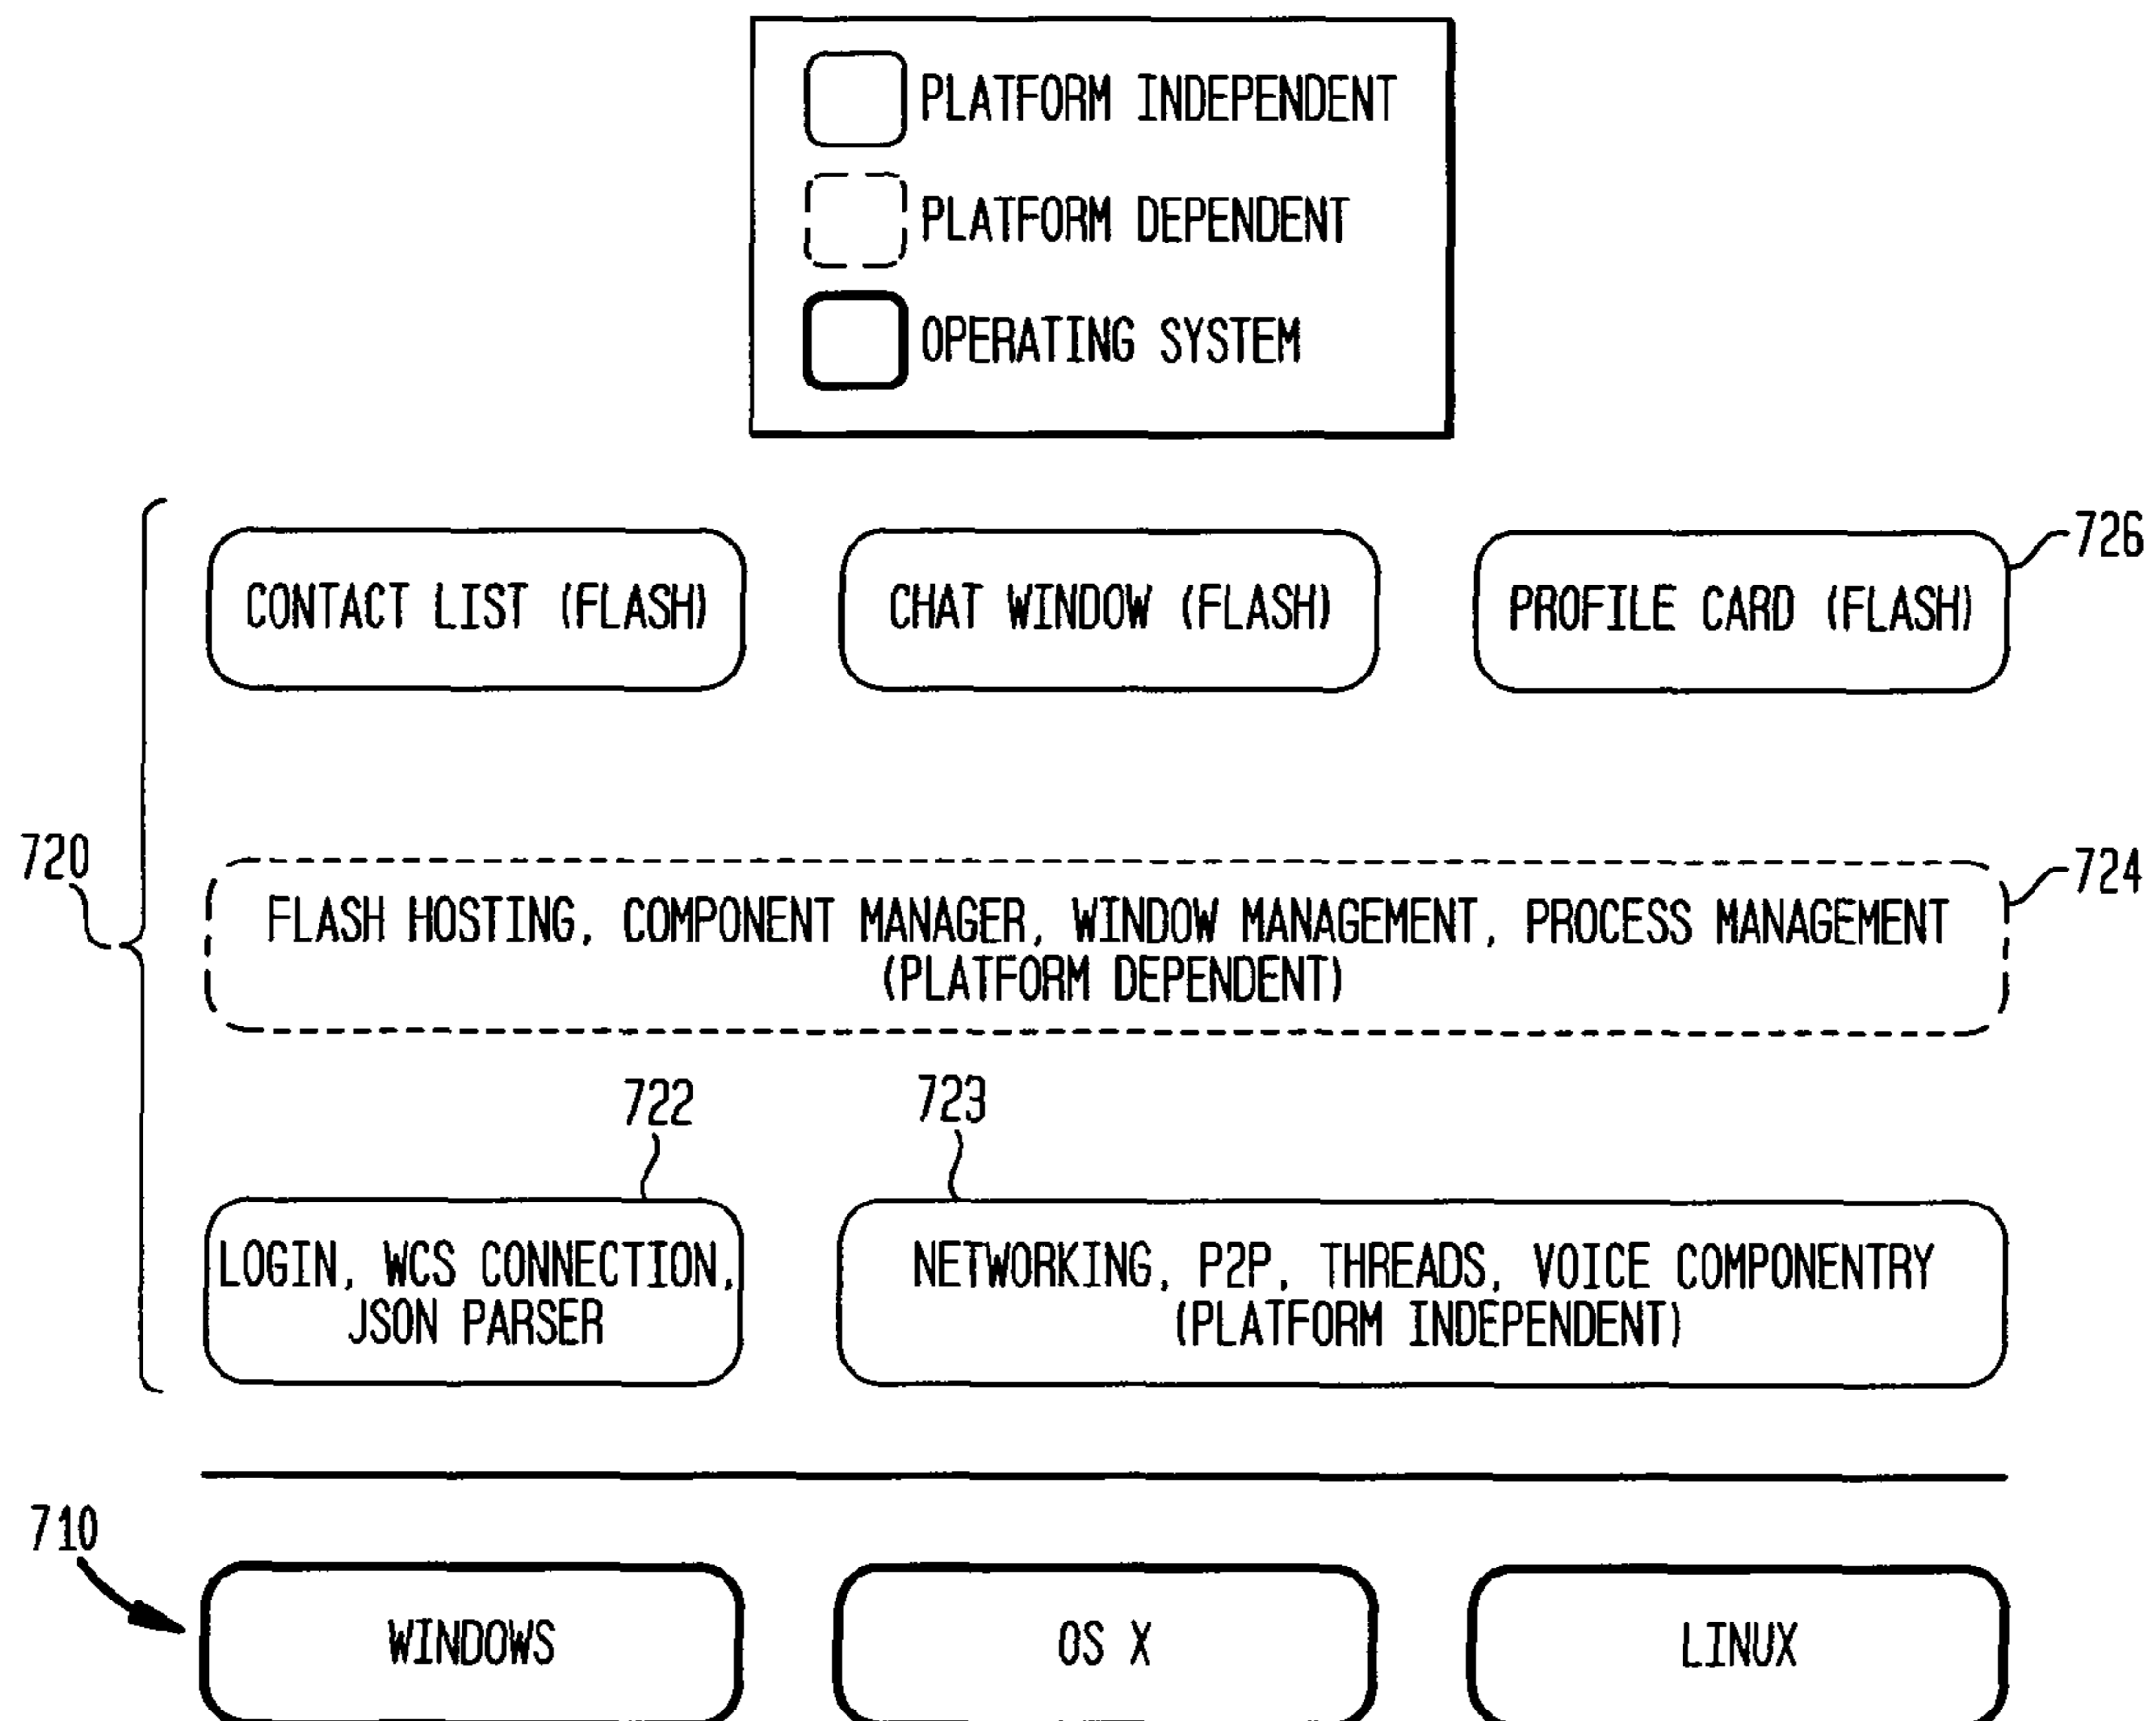 PLATFORM INDEPENDENT
PLATFORM DEPENDENT
OPERATING SYSTEM
726
CONTACT LIST (FLASH)
CHAT WINDOW (FLASH)
PROFILE CARD (FLASH)
720
724
FLASH HOSTING, COMPONENT MANAGER, WINDOW MANAGEMENT, PROCESS MANAGEMENT
(PLATFORM DEPENDENT)
722
723
LOGIN, WCS CONNECTION,
JSON PARSER
NETWORKING, P2P, THREADS, VOICE COMPONENTRY
(PLATFORM INDEPENDENT)
710
WINDOWS
OS X
LINUX